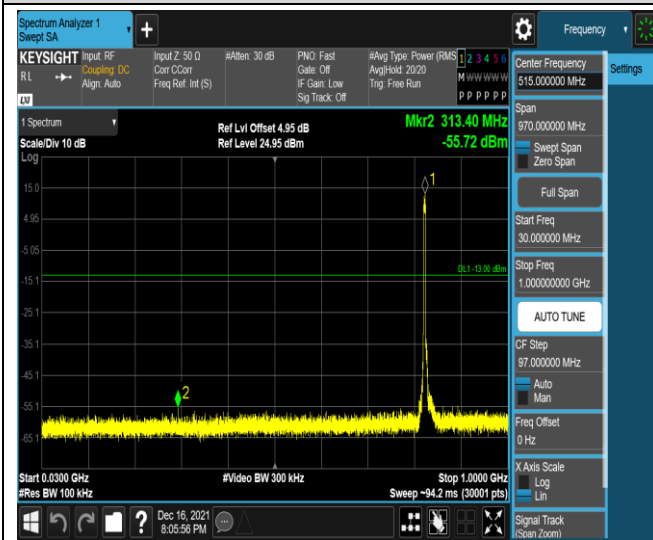 Spectrum Analyzer 1
Swept SA
Frequency
KEYSIGHT
Input: RF
Coupling: DC
Align: Auto
Input Z: 50 Ω
Corr CCorr
Freq Ref: Int (S)
#Atten: 30 dB
PNO: Fast
Gate: Off
IF Gain: Low
Sig Track: Off
#Avg Type: Power (RMS
Avg|Hold: 20/20
Trig: Free Run
1 2 3 4 5 6
M W W W W W
P P P P P P
R L
LXI
1 Spectrum
Scale/Div 10 dB
Log
Ref Lvl Offset 4.95 dB
Ref Level 24.95 dBm
Mkr2 313.40 MHz
-55.72 dBm
15.0
4.95
-5.05
-15.1
-25.1
-35.1
-45.1
-55.1
-65.1
1
DL1 -13.00 dBm
2
Start 0.0300 GHz
#Res BW 100 kHz
#Video BW 300 kHz
Stop 1.0000 GHz
Sweep ~94.2 ms (30001 pts)
Dec 16, 2021
8:05:56 PM
Center Frequency
515.000000 MHz
Settings
Span
970.000000 MHz
Swept Span
Zero Span
Full Span
Start Freq
30.000000 MHz
Stop Freq
1.000000000 GHz
AUTO TUNE
CF Step
97.000000 MHz
Auto
Man
Freq Offset
0 Hz
X Axis Scale
Log
Lin
Signal Track
(Span Zoom)